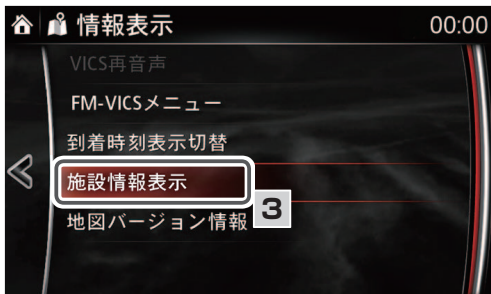 情報表示 00:00
VICS再音声
FM-VICSメニュー
到着時刻表示切替
施設情報表示
3
地図バージョン情報